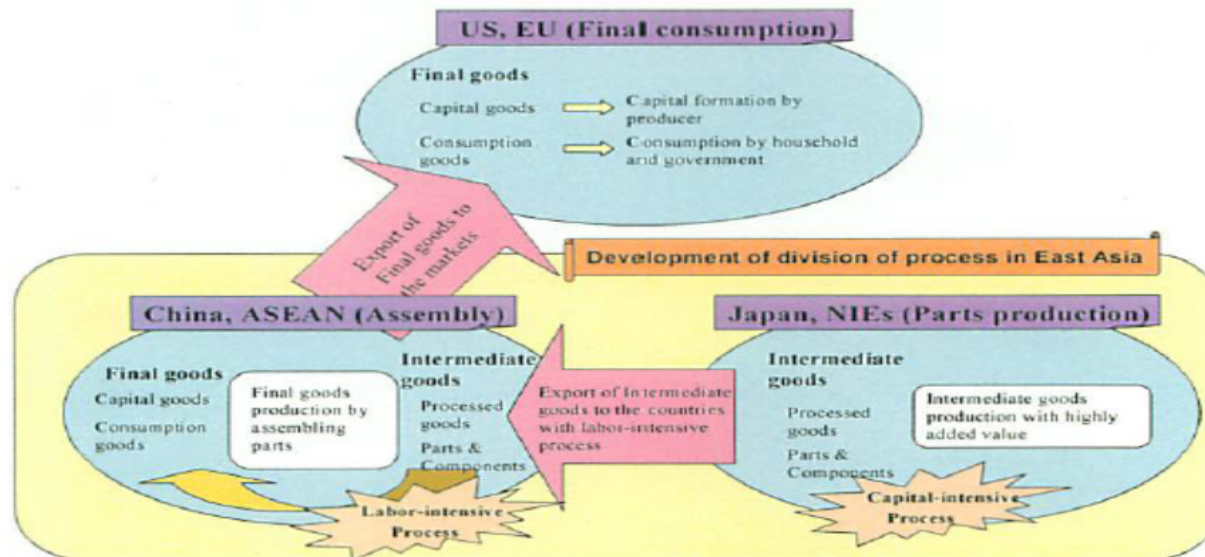 US, EU (Final consumption)
Final goods
Capital goods
Capital formation by
producer
Consumption
goods
Consumption by household
and government
Export of
Final goods to
the markets
Development of division of process in East Asia
China, ASEAN (Assembly)
Final goods
Capital goods
Consumption
goods
Final goods
production by
assembling
parts
Intermediate
goods
Processed
goods
Parts &
Components
Labor-intensive
Process
Export of Intermediate
goods to the countries
with labor-intensive
process
Japan, NIEs (Parts production)
Intermediate
goods
Processed
goods
Parts &
Components
Intermediate goods
production with highly
added value
Capital-intensive
Process